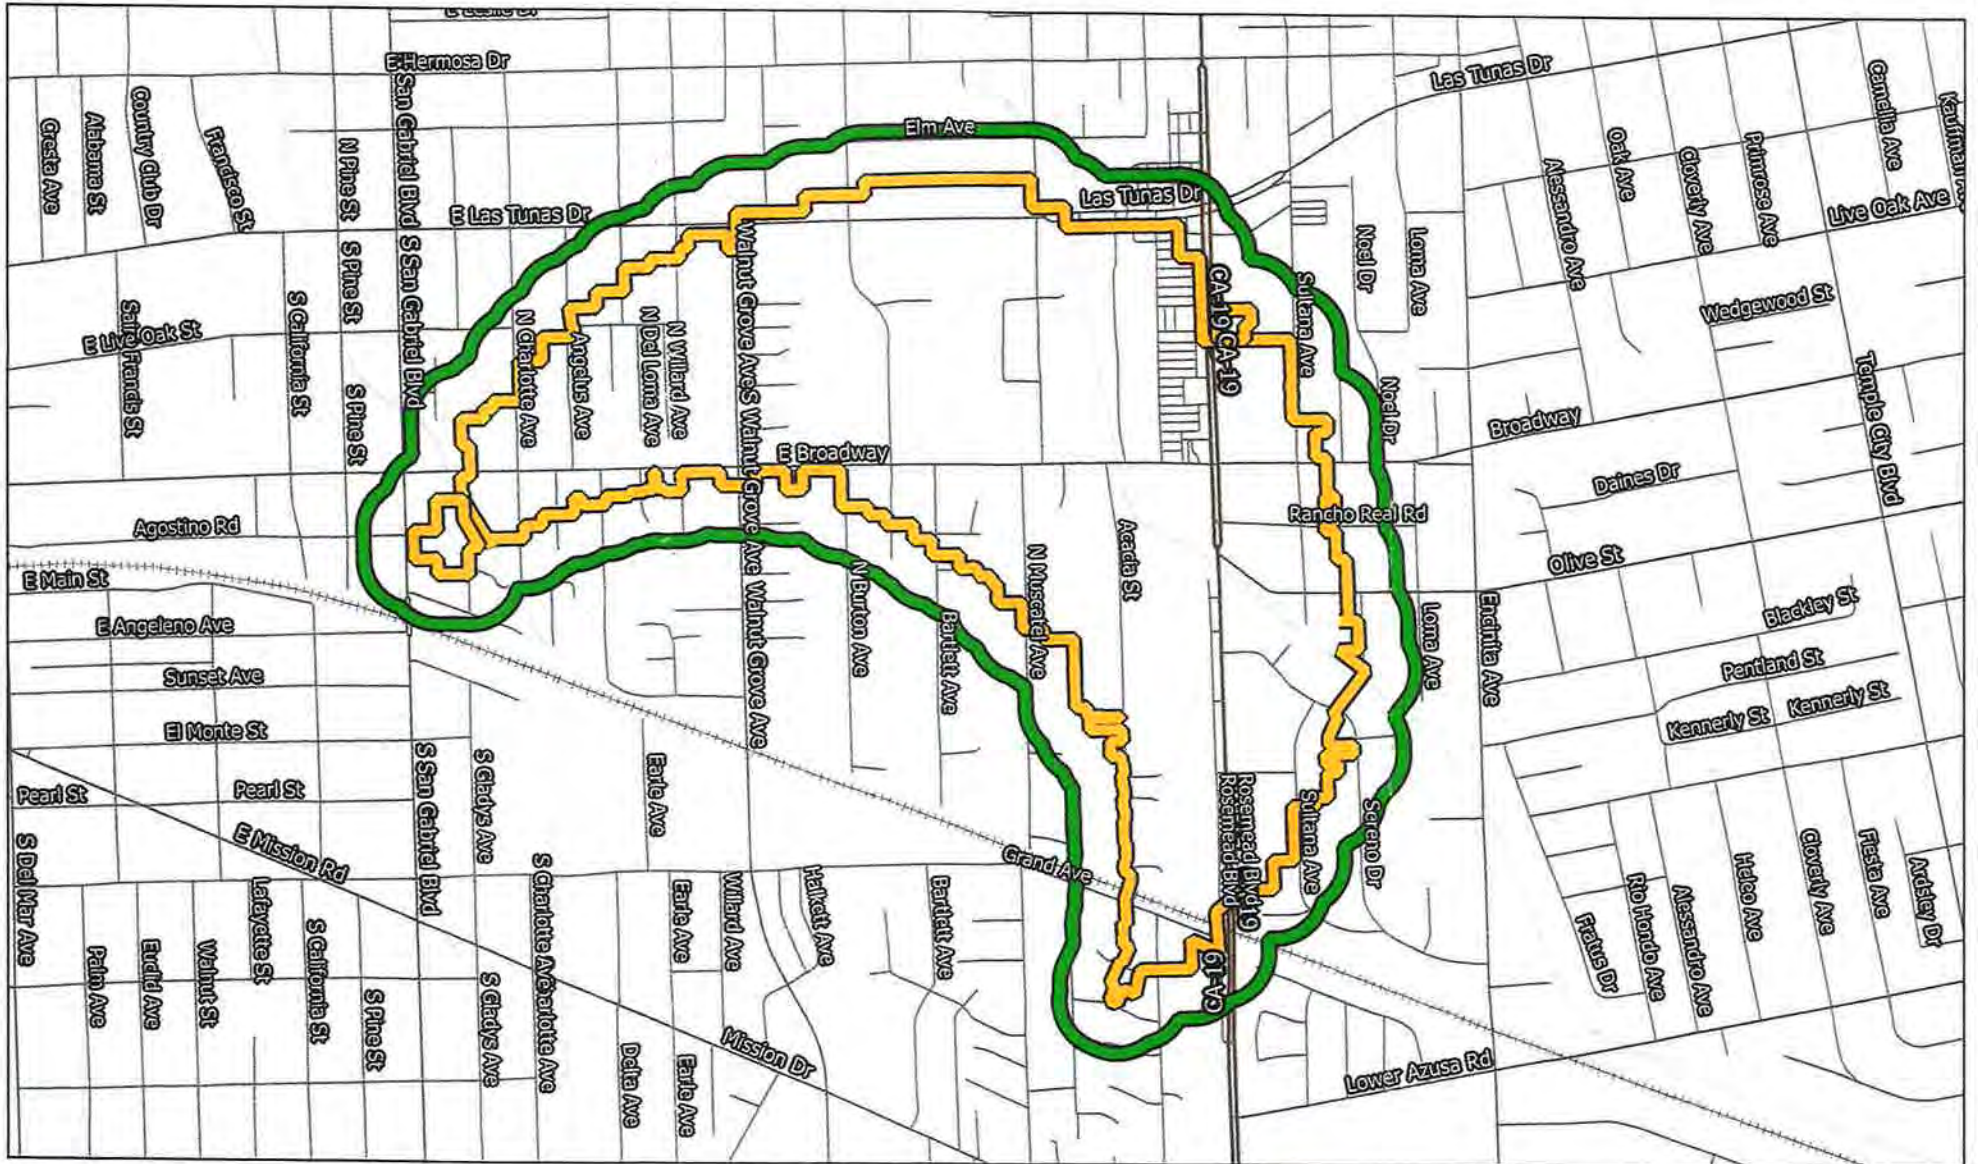 E Leslie Dr
E Hermosa Dr
Las Tunas Dr
Cresta Ave
Alabama St
Country Club Dr
Francisco St
N Pine St
S San Gabriel Blvd
S San Gabriel Blvd
Elm Ave
Camellia Ave
Oak Ave
Cloverly Ave
Primrose Ave
Alessandro Ave
Live Oak Ave
E Las Tunas Dr
Las Tunas Dr
Noel Dr
Loma Ave
S Pine St
S California St
E Live Oak St
N Charlotte Ave
Angelus Ave
N Del Loma Ave
N Willard Ave
Walnut Grove Ave
S Walnut Grove Ave
CA-19
CA-19
Sultana Ave
Wedgewood St
Temple City Blvd
S Pine St
Noel Dr
Broadway
E Broadway
Daines Dr
Agostino Rd
Rancho Real Rd
Acacia St
Olive St
E Main St
N Muscatel Ave
N Burton Ave
Bartlett Ave
Walnut Grove Ave
Loma Ave
Encinita Ave
Blackley St
E Angeleno Ave
Pentland St
Sunset Ave
Kennerly St
Kennerly St
El Monte St
S San Gabriel Blvd
S Gladys Ave
Earle Ave
Pearl St
Pearl St
Rosemead Blvd
Rosemead Blvd
Sultana Ave
Sereno Dr
E Mission Rd
Grand Ave
S Del Mar Ave
Lafayette St
S California St
S Charlotte Ave
Charlotte Ave
Earle Ave
Willard Ave
Halkett Ave
Bartlett Ave
Fratus Dr
Rio Hondo Ave
Alessandro Ave
Heleo Ave
Cloverly Ave
Fiesta Ave
Ardsley Dr
Palm Ave
Euclid Ave
Walnut St
S Pine St
S Gladys Ave
Delta Ave
Earle Ave
Mission Dr
Lower Azusa Rd